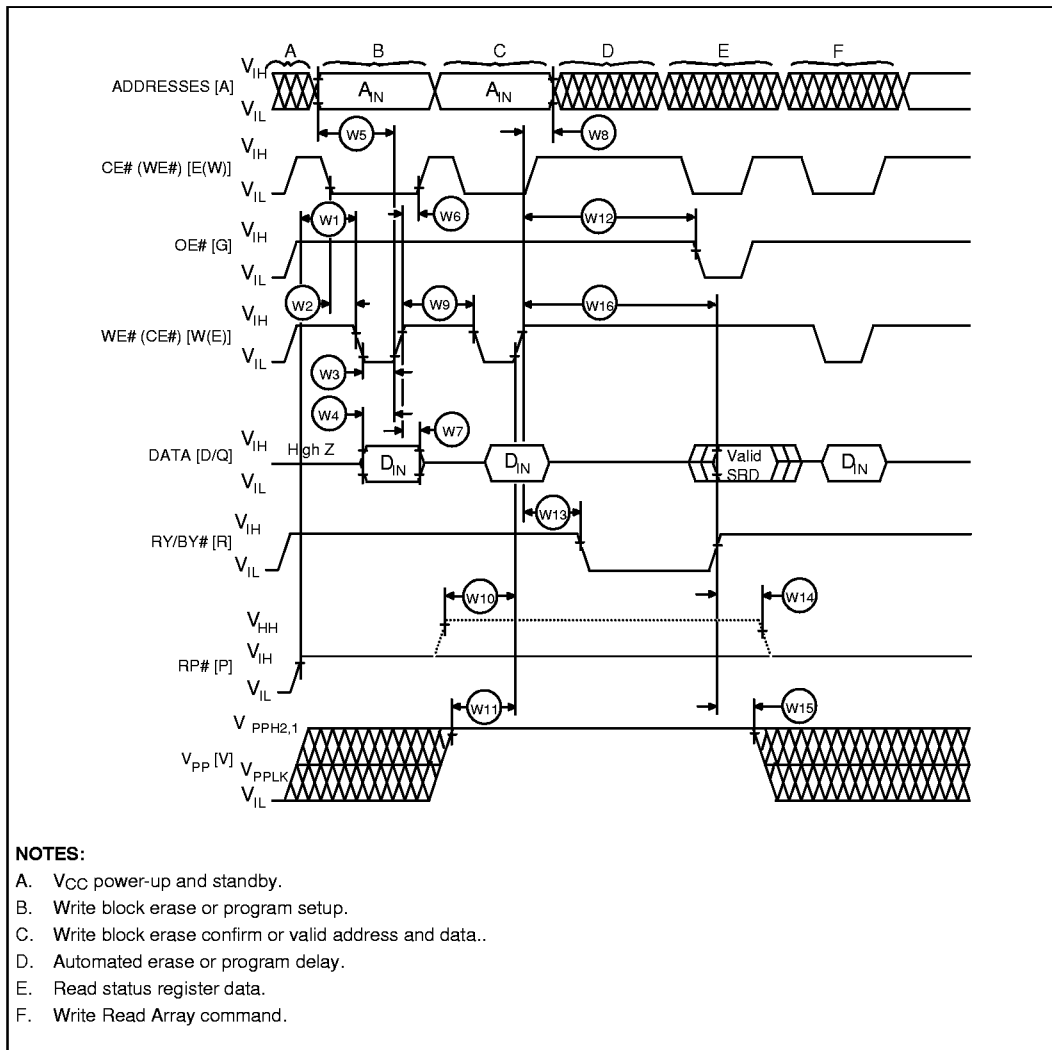 A B C D E F
ADDRESSES [A] VIH VIL AIN AIN
W5 W8
CE# (WE#) [E(W)] VIH VIL
W1 W6 W12
OE# [G] VIH VIL
W2 W9 W16
WE# (CE#) [W(E)] VIH VIL
W3
W4 W7
DATA [D/Q] VIH VIL High Z DIN DIN Valid SRD DIN
W13
RY/BY# [R] VIH VIL
W10 W14
RP# [P] VHH VIH VIL
W11 W15
VPP [V] V PPH2,1 VPPLK VIL
NOTES:
A. VCC power-up and standby.
B. Write block erase or program setup.
C. Write block erase confirm or valid address and data..
D. Automated erase or program delay.
E. Read status register data.
F. Write Read Array command.